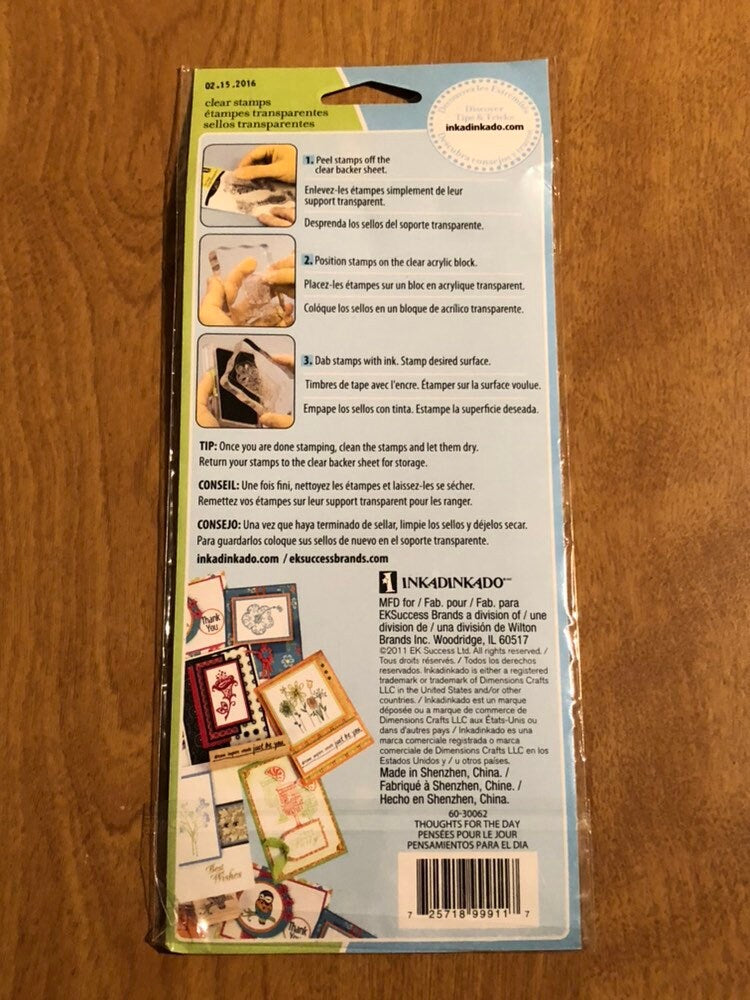 02.15.2016
clear stamps
étampes transparentes
sellos transparentes
Découvrez les
Discover
Tips & Tricks
inkadinkado.com
1. Peel stamps off the
clear backer sheet.
Enlevez-les étampes simplement de leur
support transparent.
Desprenda los sellos del soporte transparente.
2. Position stamps on the clear acrylic block.
Placez-les étampes sur un bloc en acrylique transparent.
Colóque los sellos en un bloque de acrílico transparente.
3. Dab stamps with ink. Stamp desired surface.
Timbres de tape avec l'encre. Étamper sur la surface voulue.
Empape los sellos con tinta. Estampe la superficie deseada.
TIP: Once you are done stamping, clean the stamps and let them dry.
Return your stamps to the clear backer sheet for storage.
CONSEIL: Une fois fini, nettoyez les étampes et laissez-les se sécher.
Remettez vos étampes sur leur support transparent pour les ranger.
CONSEJO: Una vez que haya terminado de sellar, limpie los sellos y déjelos secar.
Para guardarlos coloque sus sellos de nuevo en el soporte transparente.
inkadinkado.com / eksuccessbrands.com
INKADINKADO
MFD for / Fab. pour / Fab. para
EKSuccess Brands a division of / une
division de / una división de Wilton
Brands Inc. Woodridge, IL 60517
©2011 EK Success Ltd. All rights reserved. /
Tous droits réservés. / Todos los derechos
reservados. Inkadinkado is either a registered
trademark or trademark of Dimensions Crafts
LLC in the United States and/or other
countries. / Inkadinkado est un marque
déposée ou a marque de commerce de
Dimensions Crafts LLC aux États-Unis ou
dans d'autres pays / Inkadinkado es una
marca comerciale registrada o marca
comerciale de Dimensions Crafts LLC en los
Estados Unidos y / u otros países.
Made in Shenzhen, China. /
Fabriqué à Shenzhen, Chine. /
Hecho en Shenzhen, China.
60-30062
THOUGHTS FOR THE DAY
PENSÉES POUR LE JOUR
PENSAMIENTOS PARA EL DIA
7 25718 99911 7
Thank
You
just be you
just be you
Best
Wishes
Thank
You